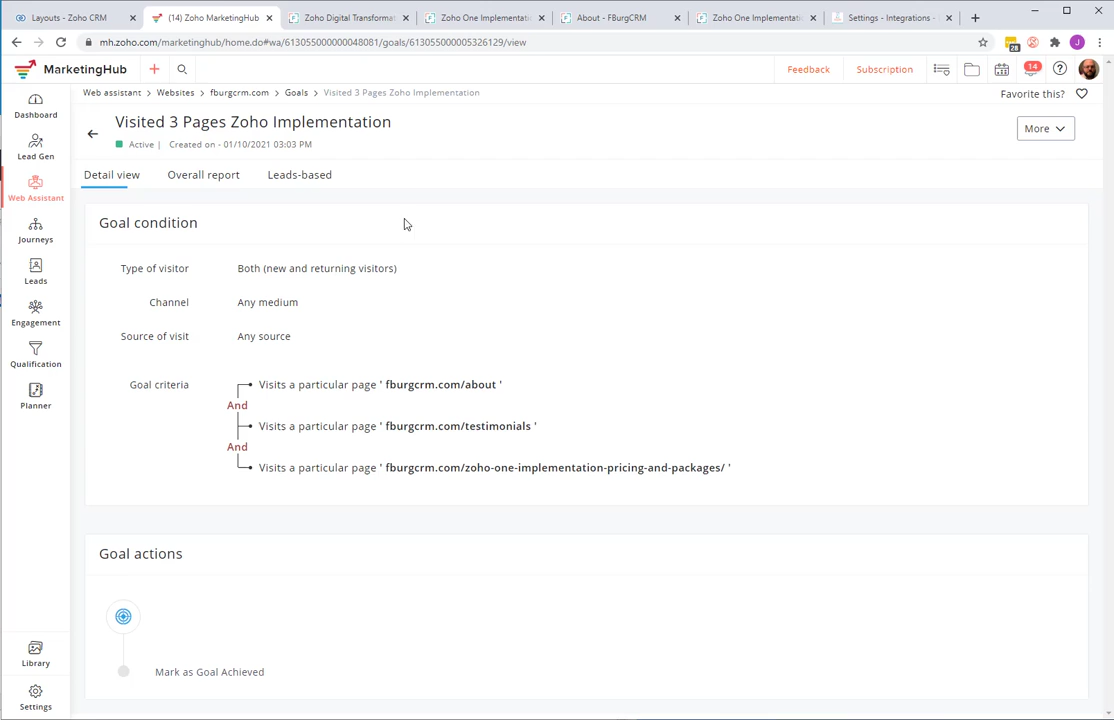 Layouts - Zoho CRM
(14) Zoho MarketingHub
Zoho Digital Transforma
Zoho One Implementatio
About - FBurgCRM
Zoho One Implementatio
Settings - Integrations -
mh.zoho.com/marketinghub/home.do#wa/613055000000048081/goals/613055000005326129/view
28
J
MarketingHub
Feedback
Subscription
14
Dashboard
Lead Gen
Web Assistant
Journeys
Leads
Engagement
Qualification
Planner
Library
Settings
Web assistant > Websites > fburgcrm.com > Goals > Visited 3 Pages Zoho Implementation
Favorite this?
Visited 3 Pages Zoho Implementation
Active | Created on - 01/10/2021 03:03 PM
More
Detail view
Overall report
Leads-based
Goal condition
Type of visitor Both (new and returning visitors)
Channel Any medium
Source of visit Any source
Goal criteria Visits a particular page ' fburgcrm.com/about '
And
Visits a particular page ' fburgcrm.com/testimonials '
And
Visits a particular page ' fburgcrm.com/zoho-one-implementation-pricing-and-packages/ '
Goal actions
Mark as Goal Achieved